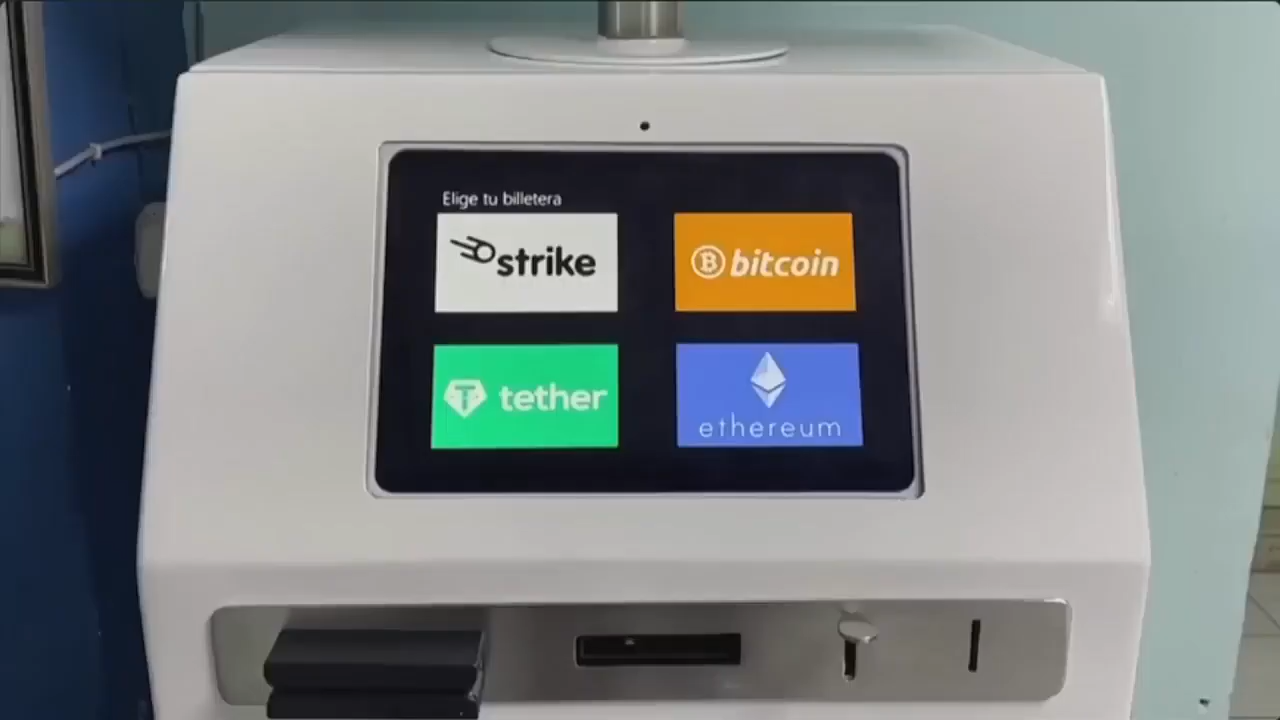 Elige tu billetera
strike
bitcoin
tether
ethereum